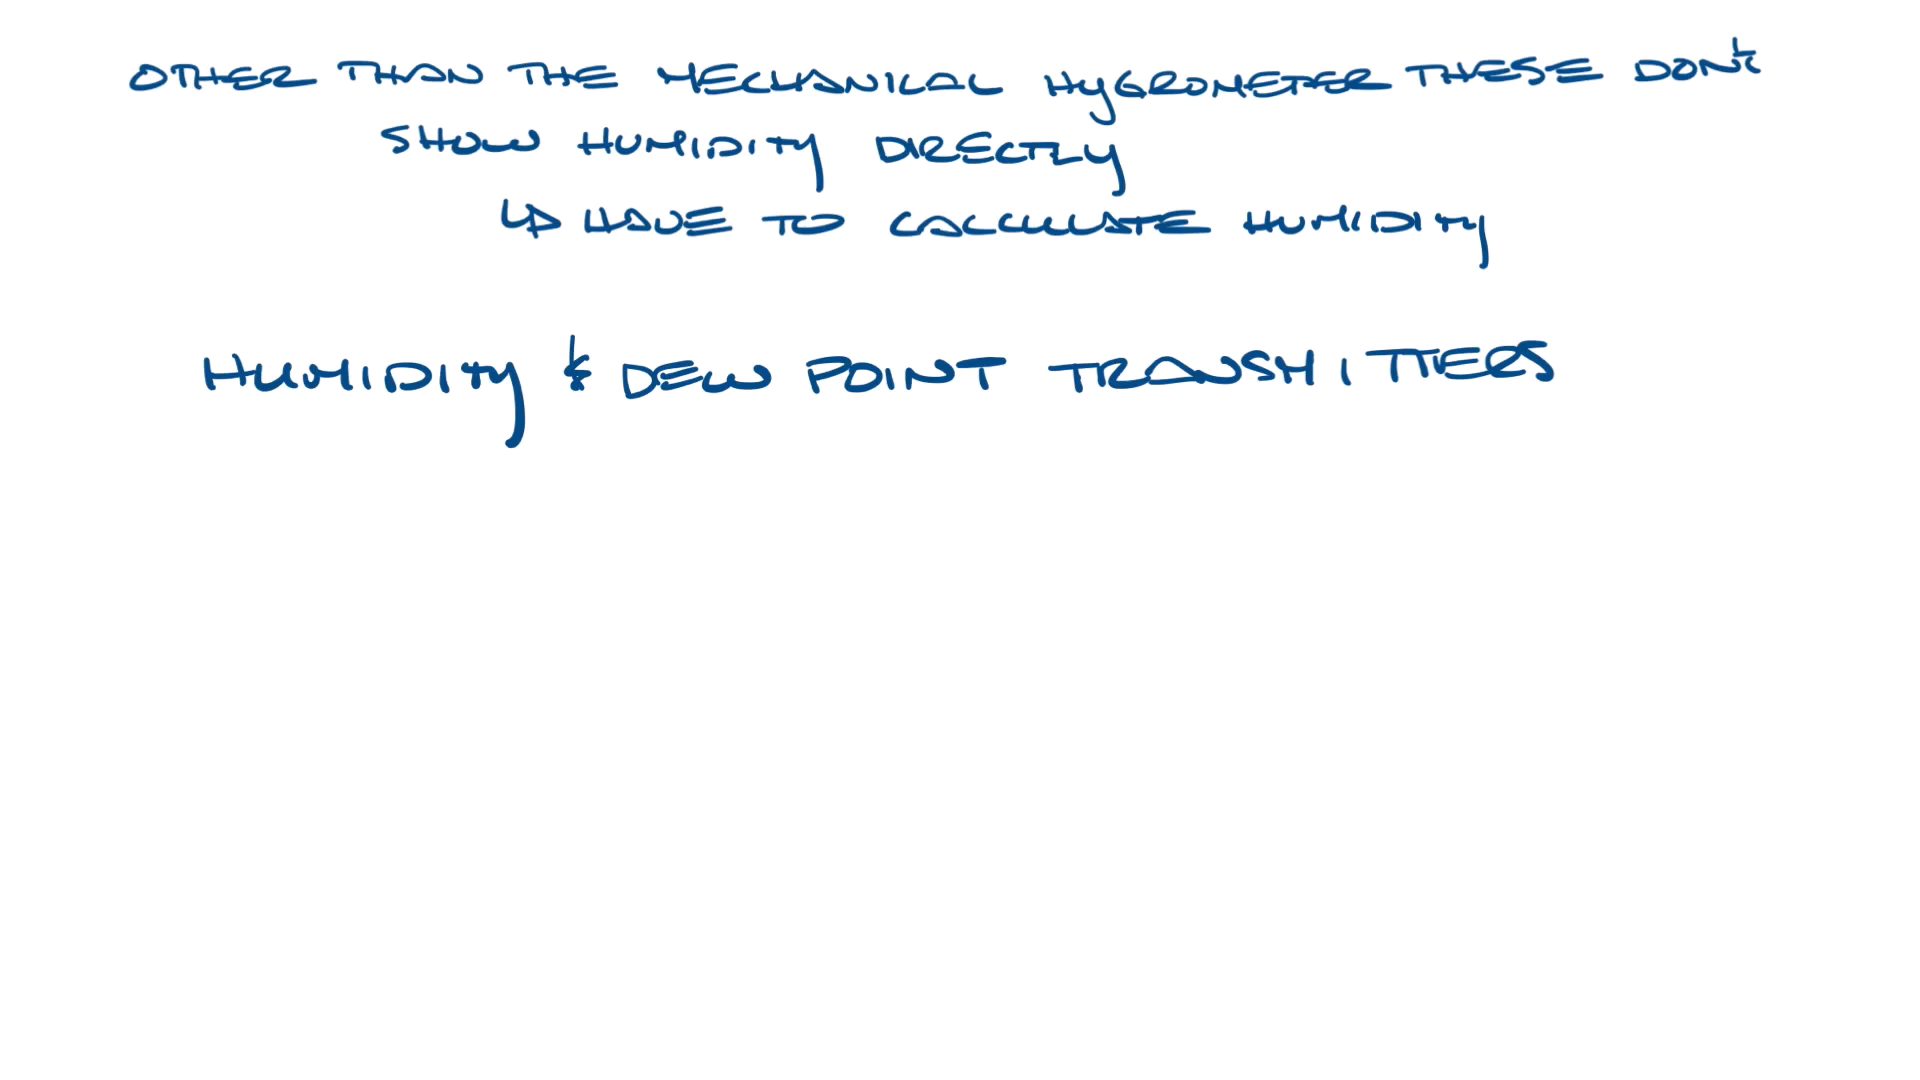 OTHER THAN THE MECHANICAL HYGROMETER THESE DON'T
SHOW HUMIDITY DIRECTLY
↳ HAVE TO CALCULATE HUMIDITY
HUMIDITY & DEW POINT TRANSMITTERS